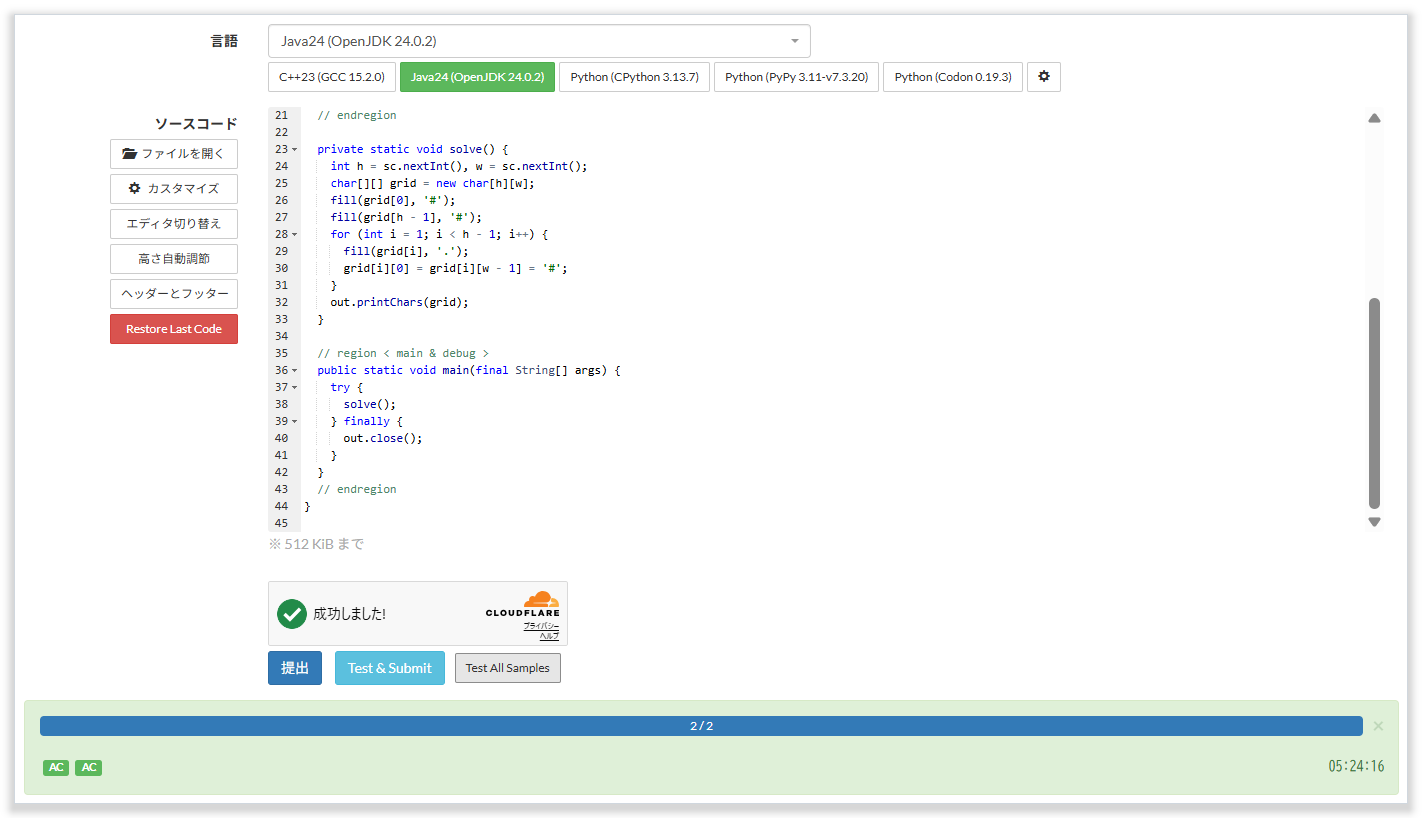 言語
Java24 (OpenJDK 24.0.2)
C++23 (GCC 15.2.0) Java24 (OpenJDK 24.0.2) Python (CPython 3.13.7) Python (PyPy 3.11-v7.3.20) Python (Codon 0.19.3)
ソースコード
ファイルを開く
カスタマイズ
エディタ切り替え
高さ自動調節
ヘッダーとフッター
Restore Last Code
21 // endregion
22
23 private static void solve() {
24 int h = sc.nextInt(), w = sc.nextInt();
25 char[][] grid = new char[h][w];
26 fill(grid[0], '#');
27 fill(grid[h - 1], '#');
28 for (int i = 1; i < h - 1; i++) {
29 fill(grid[i], '.');
30 grid[i][0] = grid[i][w - 1] = '#';
31 }
32 out.printChars(grid);
33 }
34
35 // region < main & debug >
36 public static void main(final String[] args) {
37 try {
38 solve();
39 } finally {
40 out.close();
41 }
42 }
43 // endregion
44 }
45
※ 512 KiB まで
成功しました!
CLOUDFLARE
プライバシー
ヘルプ
提出 Test & Submit Test All Samples
2 / 2 ×
AC AC 05:24:16